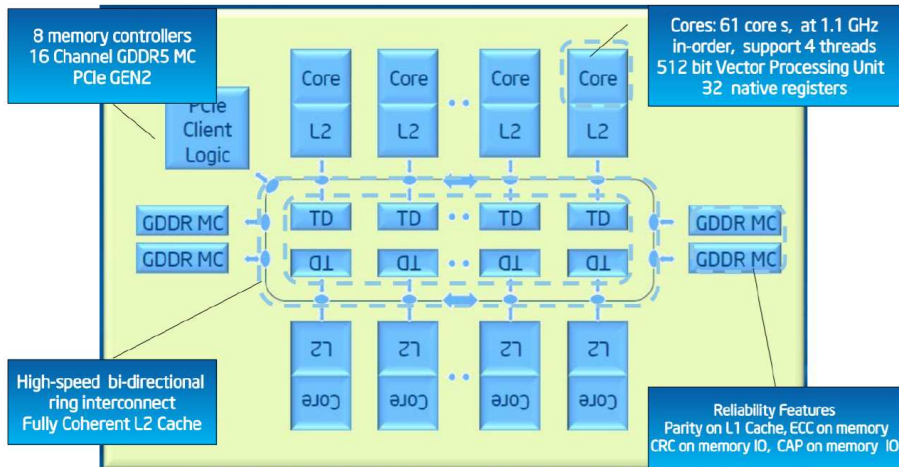 8 memory controllers
16 Channel GDDR5 MC
PCIe GEN2
Cores: 61 core s, at 1.1 GHz
in-order, support 4 threads
512 bit Vector Processing Unit
32 native registers
PCIe
Client
Logic
Core
Core
Core
Core
L2
L2
L2
L2
GDDR MC
GDDR MC
TD
TD
TD
TD
TD
TD
TD
TD
GDDR MC
GDDR MC
L2
L2
L2
L2
Core
Core
Core
Core
High-speed bi-directional
ring interconnect
Fully Coherent L2 Cache
Reliability Features
Parity on L1 Cache, ECC on memory
CRC on memory IO, CAP on memory IO